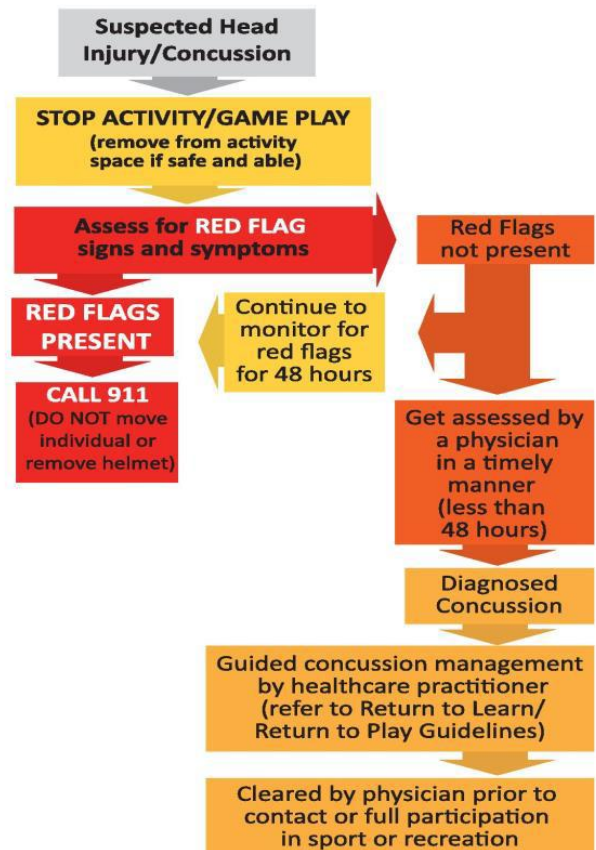 Suspected Head
Injury/Concussion
STOP ACTIVITY/GAME PLAY
(remove from activity
space if safe and able)
Assess for RED FLAG
signs and symptoms
Red Flags
not present
RED FLAGS
PRESENT
Continue to
monitor for
red flags
for 48 hours
CALL 911
(DO NOT move
individual or
remove helmet)
Get assessed by
a physician
in a timely
manner
(less than
48 hours)
Diagnosed
Concussion
Guided concussion management
by healthcare practitioner
(refer to Return to Learn/
Return to Play Guidelines)
Cleared by physician prior to
contact or full participation
in sport or recreation